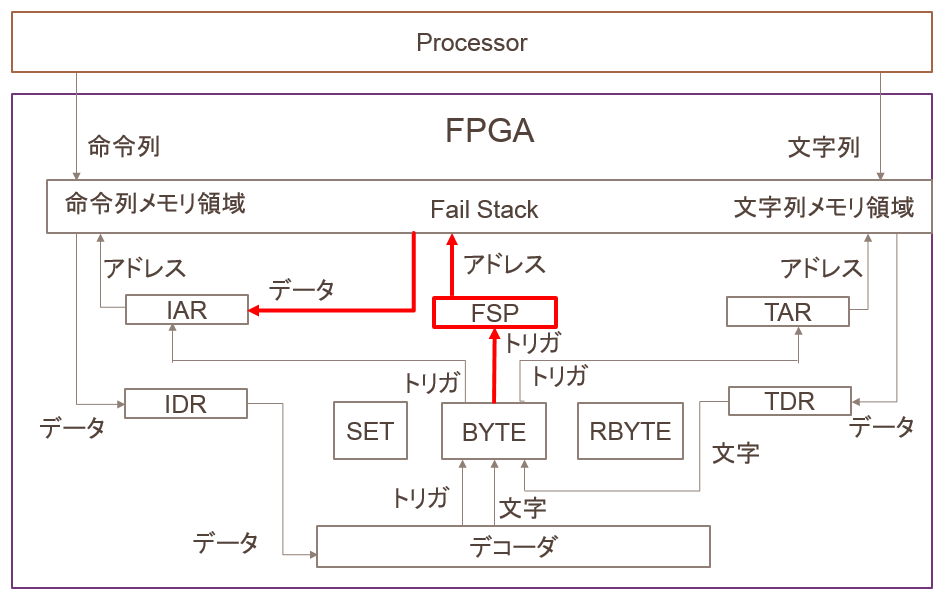 Processor
FPGA
命令列
文字列
命令列メモリ領域
Fail Stack
文字列メモリ領域
アドレス
データ
アドレス
アドレス
IAR
FSP
TAR
トリガ
トリガ
トリガ
IDR
TDR
データ
SET
BYTE
RBYTE
データ
文字
トリガ
文字
データ
デコーダ